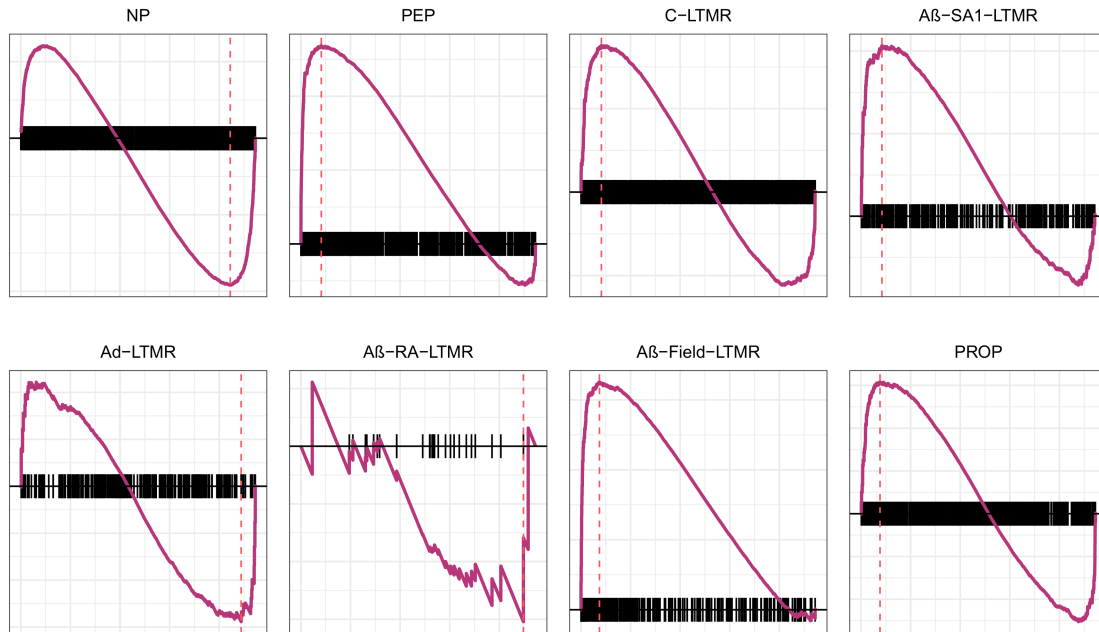 NP
PEP
C−LTMR
Aß−SA1−LTMR
Ad−LTMR
Aß−RA−LTMR
Aß−Field−LTMR
PROP